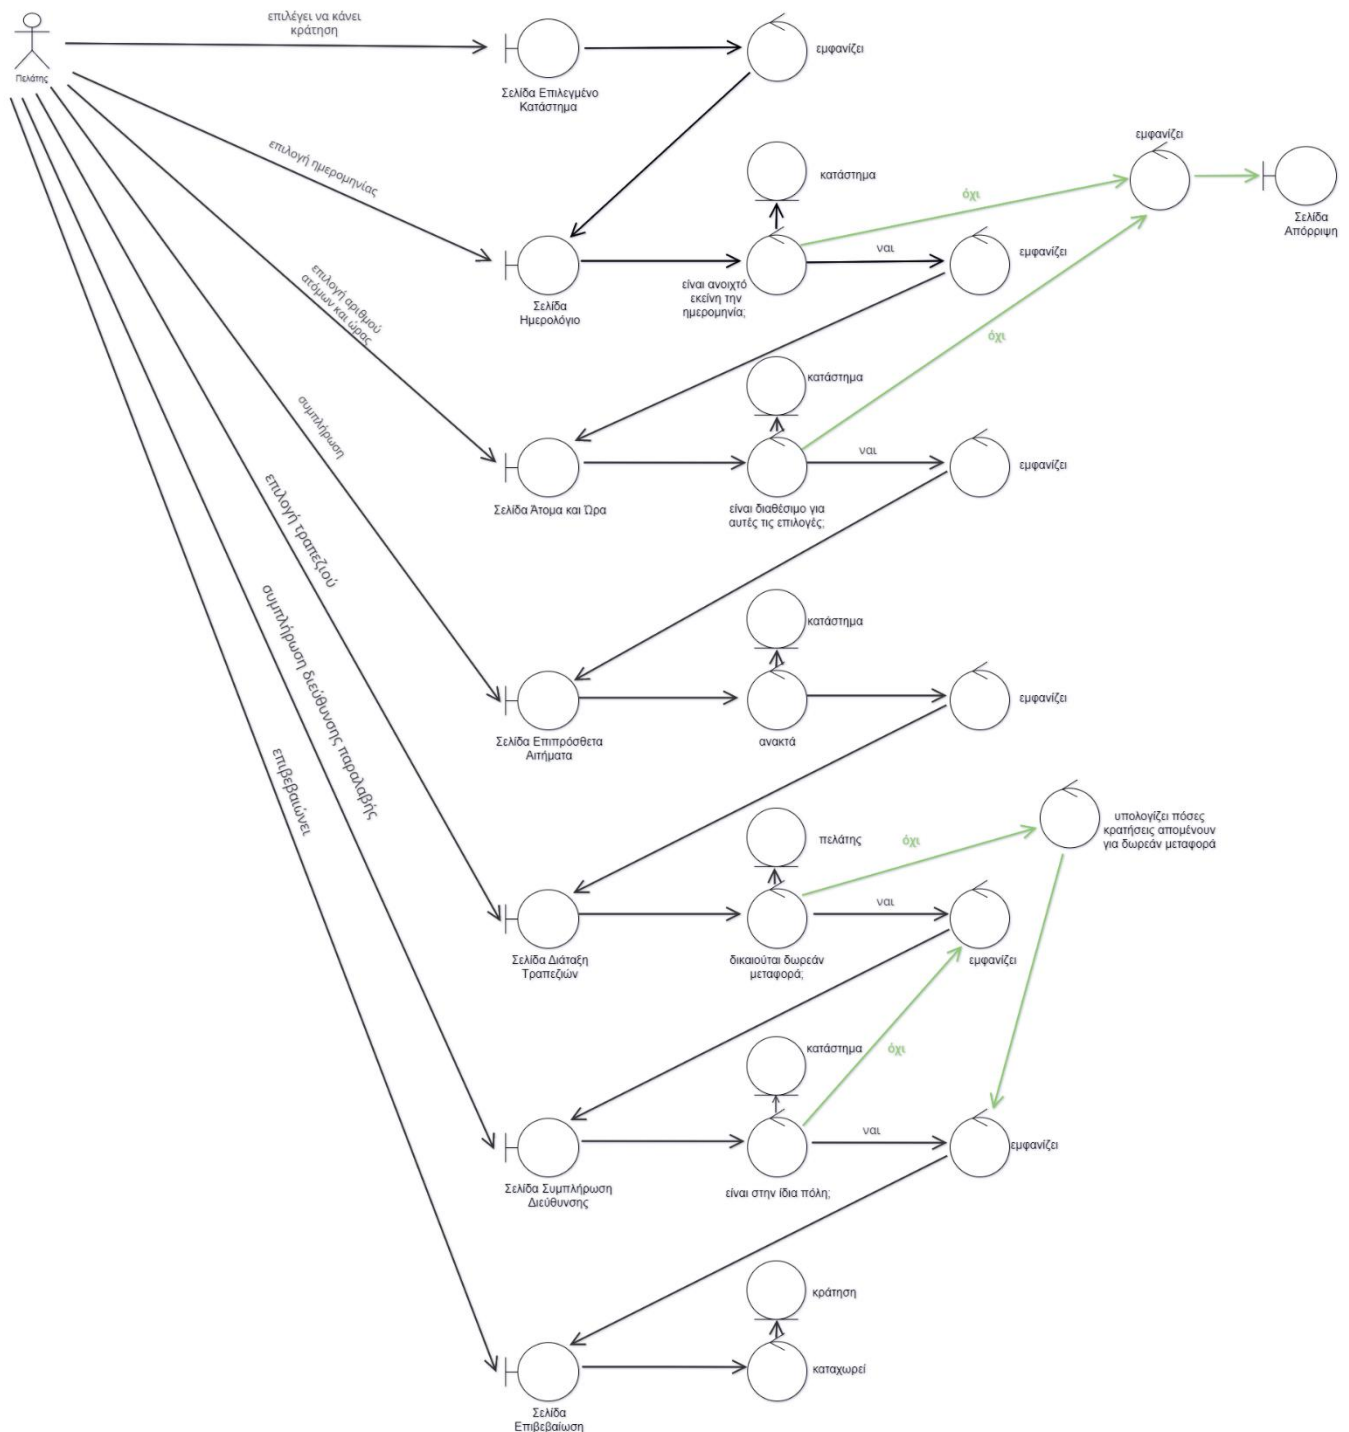 επιλέγει να κάνει
κράτηση
Πελάτης
εμφανίζει
Σελίδα Επιλεγμένο
Κατάστημα
επιλογή ημερομηνίας
κατάστημα
εμφανίζει
όχι
Σελίδα
Απόρριψη
ναι
εμφανίζει
είναι ανοιχτό
εκείνη την
ημερομηνία;
Σελίδα
Ημερολόγιο
επιλογή αριθμού
ατόμων και ώρας
όχι
κατάστημα
συμπλήρωση
ναι
εμφανίζει
Σελίδα Άτομα και Ώρα
είναι διαθέσιμο για
αυτές τις επιλογές;
επιλογή τραπεζιού
κατάστημα
συμπλήρωση διεύθυνσης παραλαβής
εμφανίζει
Σελίδα Επιπρόσθετα
Αιτήματα
ανακτά
επιβεβαιώνει
πελάτης
όχι
υπολογίζει πόσες
κρατήσεις απομένουν
για δωρεάν μεταφορά
ναι
Σελίδα Διάταξη
Τραπεζιών
δικαιούται δωρεάν
μεταφορά;
εμφανίζει
κατάστημα
όχι
ναι
εμφανίζει
Σελίδα Συμπλήρωση
Διεύθυνσης
είναι στην ίδια πόλη;
κράτηση
καταχωρεί
Σελίδα
Επιβεβαίωση